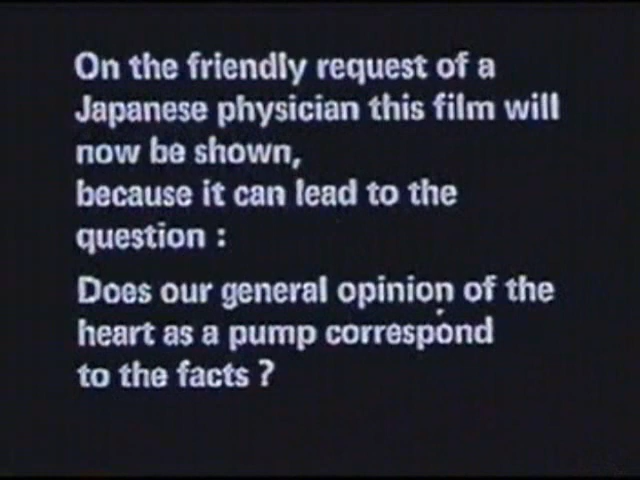 On the friendly request of a
Japanese physician this film will
now be shown,
because it can lead to the
question :
Does our general opinion of the
heart as a pump correspond
to the facts ?